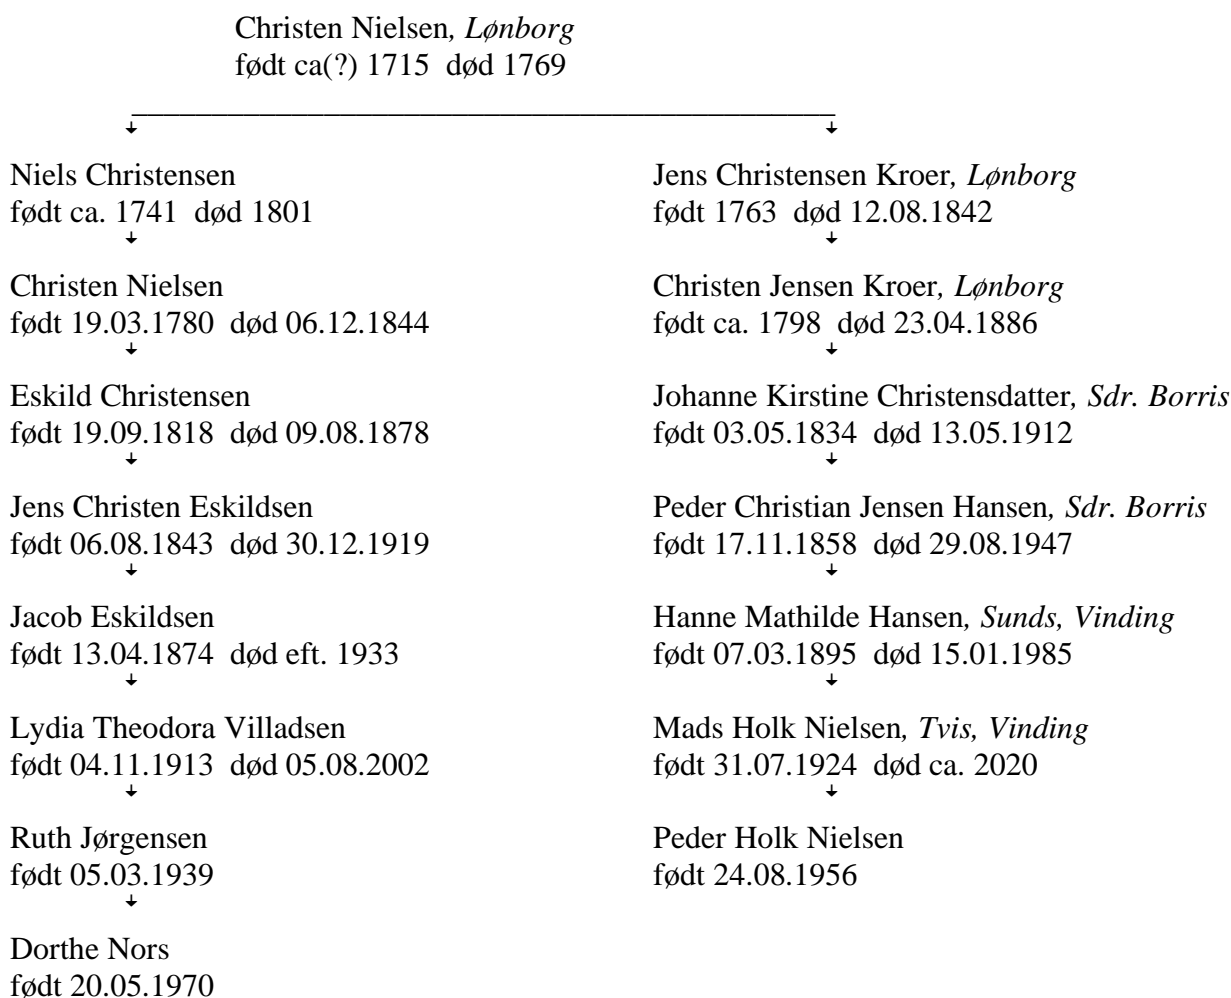 Christen Nielsen, Lønborg
født ca(?) 1715 død 1769
Niels Christensen
født ca. 1741 død 1801
Christen Nielsen
født 19.03.1780 død 06.12.1844
Eskild Christensen
født 19.09.1818 død 09.08.1878
Jens Christen Eskildsen
født 06.08.1843 død 30.12.1919
Jacob Eskildsen
født 13.04.1874 død eft. 1933
Lydia Theodora Villadsen
født 04.11.1913 død 05.08.2002
Ruth Jørgensen
født 05.03.1939
Dorthe Nors
født 20.05.1970
Jens Christensen Kroer, Lønborg
født 1763 død 12.08.1842
Christen Jensen Kroer, Lønborg
født ca. 1798 død 23.04.1886
Johanne Kirstine Christensdatter, Sdr. Borris
født 03.05.1834 død 13.05.1912
Peder Christian Jensen Hansen, Sdr. Borris
født 17.11.1858 død 29.08.1947
Hanne Mathilde Hansen, Sunds, Vinding
født 07.03.1895 død 15.01.1985
Mads Holk Nielsen, Tvis, Vinding
født 31.07.1924 død ca. 2020
Peder Holk Nielsen
født 24.08.1956